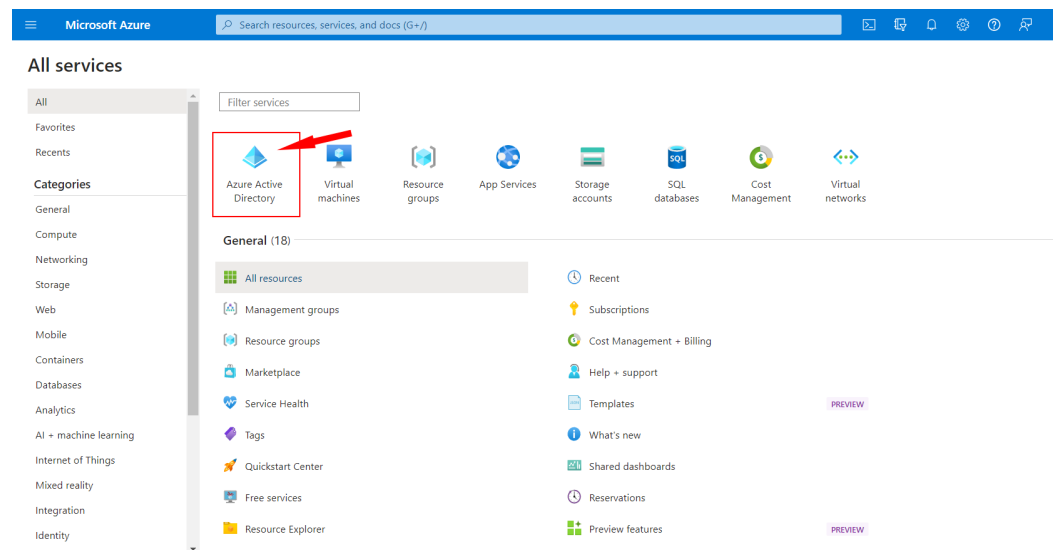 Microsoft Azure
Search resources, services, and docs (G+/)
All services
All
Favorites
Recents
Categories
General
Compute
Networking
Storage
Web
Mobile
Containers
Databases
Analytics
AI + machine learning
Internet of Things
Mixed reality
Integration
Identity
Filter services
Azure Active
Directory
Virtual
machines
Resource
groups
App Services
Storage
accounts
SQL
SQL
databases
Cost
Management
Virtual
networks
General (18)
All resources
Recent
Management groups
Subscriptions
Resource groups
Cost Management + Billing
Marketplace
Help + support
Service Health
Templates
PREVIEW
Tags
What's new
Quickstart Center
Shared dashboards
Free services
Reservations
Resource Explorer
Preview features
PREVIEW